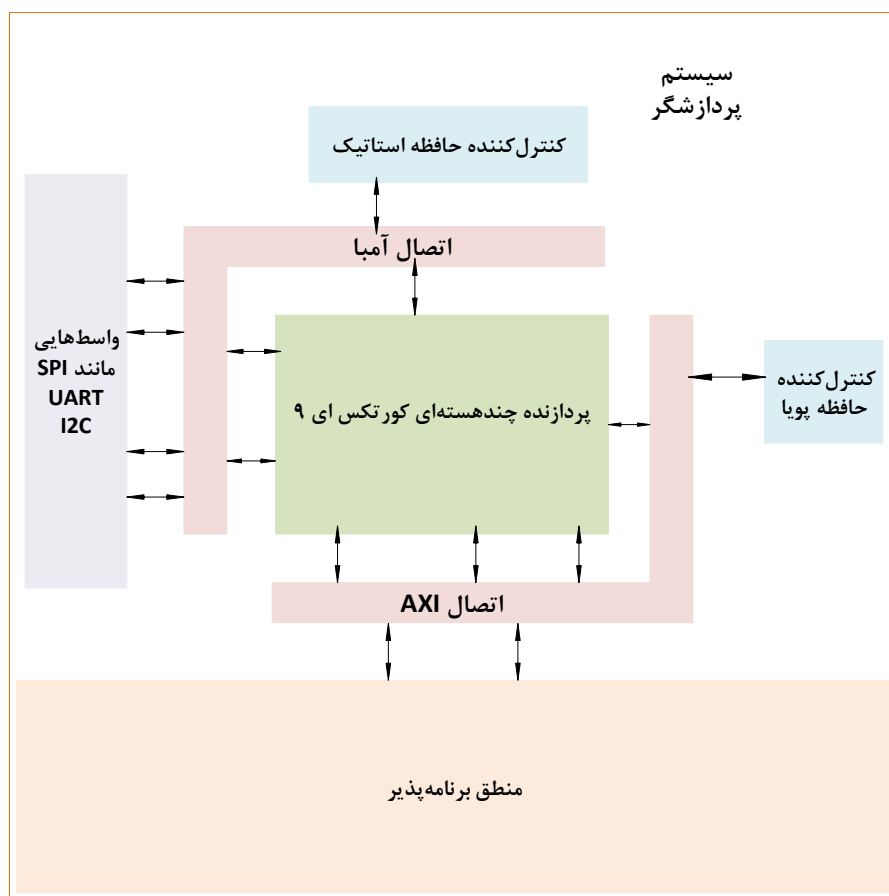 سیستم
پردازشگر
کنترل‌کننده حافظه استاتیک
اتصال آمبا
واسط‌هایی
مانند SPI
UART
I2C
پردازنده چندهسته‌ای کورتکس ای ۹
کنترل‌کننده
حافظه پویا
اتصال AXI
منطق برنامه‌پذیر